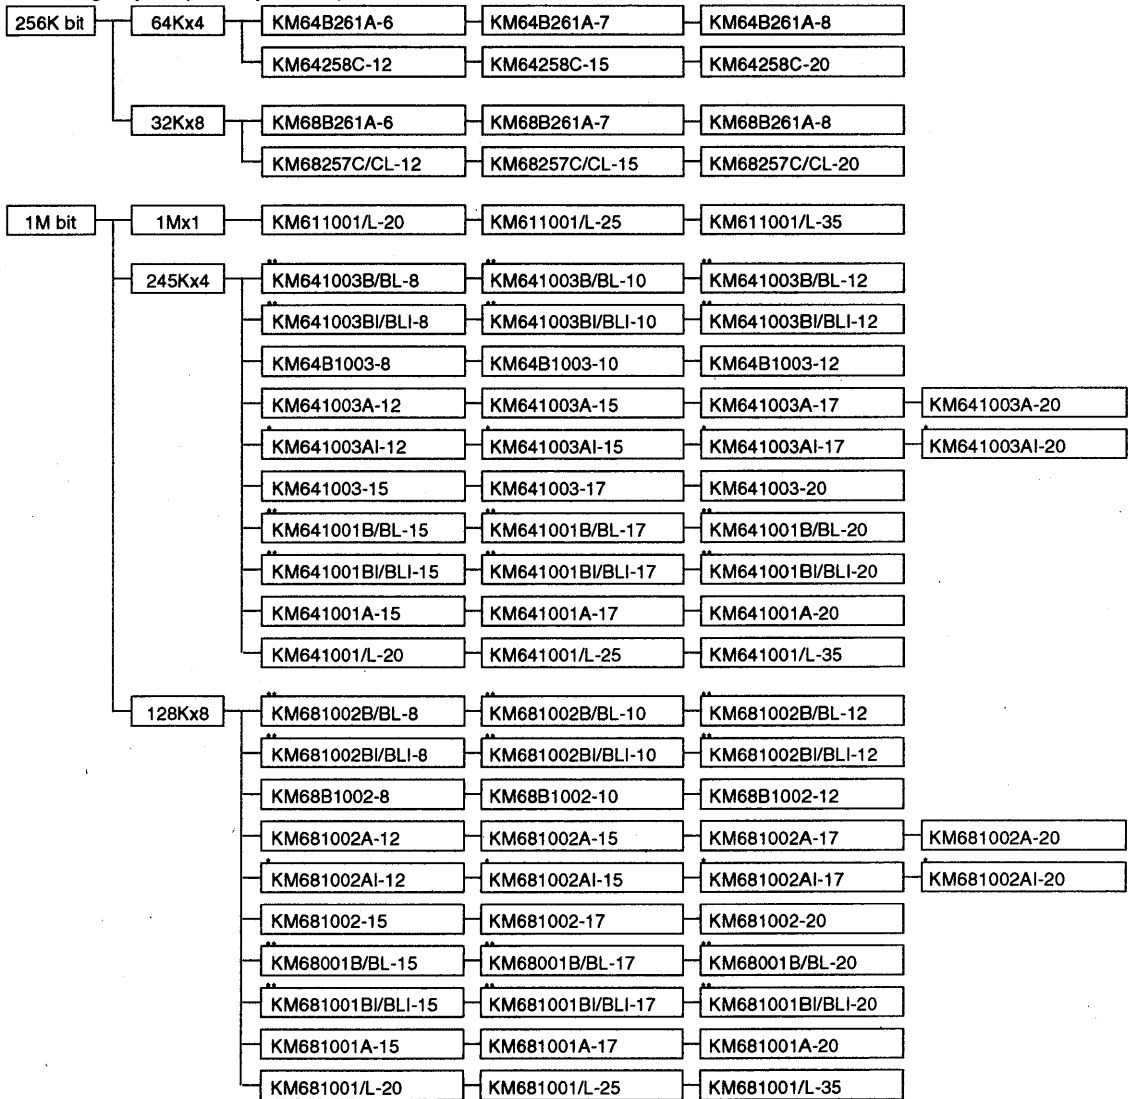 256K bit 64Kx4 KM64B261A-6 KM64B261A-7 KM64B261A-8
KM64258C-12 KM64258C-15 KM64258C-20
32Kx8 KM68B261A-6 KM68B261A-7 KM68B261A-8
KM68257C/CL-12 KM68257C/CL-15 KM68257C/CL-20
1M bit 1Mx1 KM611001/L-20 KM611001/L-25 KM611001/L-35
245Kx4 ** KM641003B/BL-8 ** KM641003B/BL-10 ** KM641003B/BL-12
** KM641003BI/BLI-8 ** KM641003BI/BLI-10 ** KM641003BI/BLI-12
KM64B1003-8 KM64B1003-10 KM64B1003-12
KM641003A-12 KM641003A-15 KM641003A-17 KM641003A-20
* KM641003AI-12 * KM641003AI-15 * KM641003AI-17 * KM641003AI-20
KM641003-15 KM641003-17 KM641003-20
** KM641001B/BL-15 ** KM641001B/BL-17 ** KM641001B/BL-20
** KM641001BI/BLI-15 ** KM641001BI/BLI-17 ** KM641001BI/BLI-20
KM641001A-15 KM641001A-17 KM641001A-20
KM641001/L-20 KM641001/L-25 KM641001/L-35
128Kx8 ** KM681002B/BL-8 ** KM681002B/BL-10 ** KM681002B/BL-12
** KM681002BI/BLI-8 ** KM681002BI/BLI-10 ** KM681002BI/BLI-12
KM68B1002-8 KM68B1002-10 KM68B1002-12
KM681002A-12 KM681002A-15 KM681002A-17 KM681002A-20
* KM681002AI-12 * KM681002AI-15 * KM681002AI-17 * KM681002AI-20
KM681002-15 KM681002-17 KM681002-20
** KM68001B/BL-15 ** KM68001B/BL-17 ** KM68001B/BL-20
** KM681001BI/BLI-15 ** KM681001BI/BLI-17 ** KM681001BI/BLI-20
KM681001A-15 KM681001A-17 KM681001A-20
KM681001/L-20 KM681001/L-25 KM681001/L-35